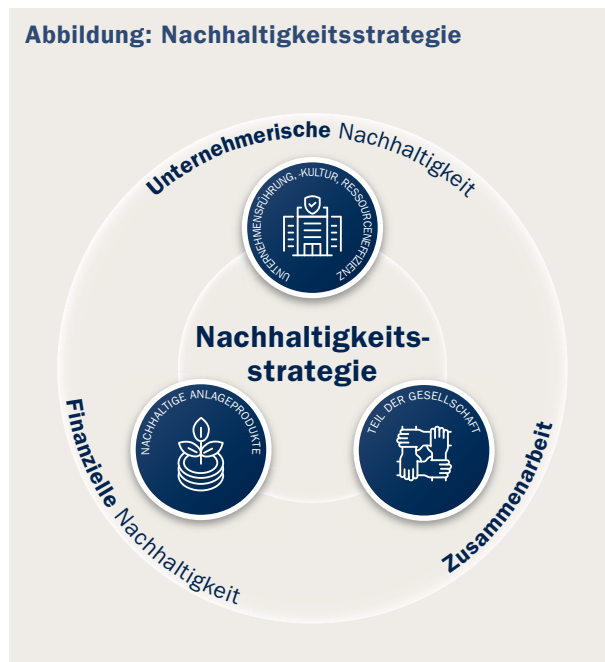 Abbildung: Nachhaltigkeitsstrategie
Unternehmerische Nachhaltigkeit
UNTERNEHMENSFÜHRUNG, -KULTUR, RESSOURCENEFFIZIENZ
Nachhaltigkeits-
strategie
NACHHALTIGE ANLAGEPRODUKTE
TEIL DER GESELLSCHAFT
Finanzielle Nachhaltigkeit
Zusammenarbeit